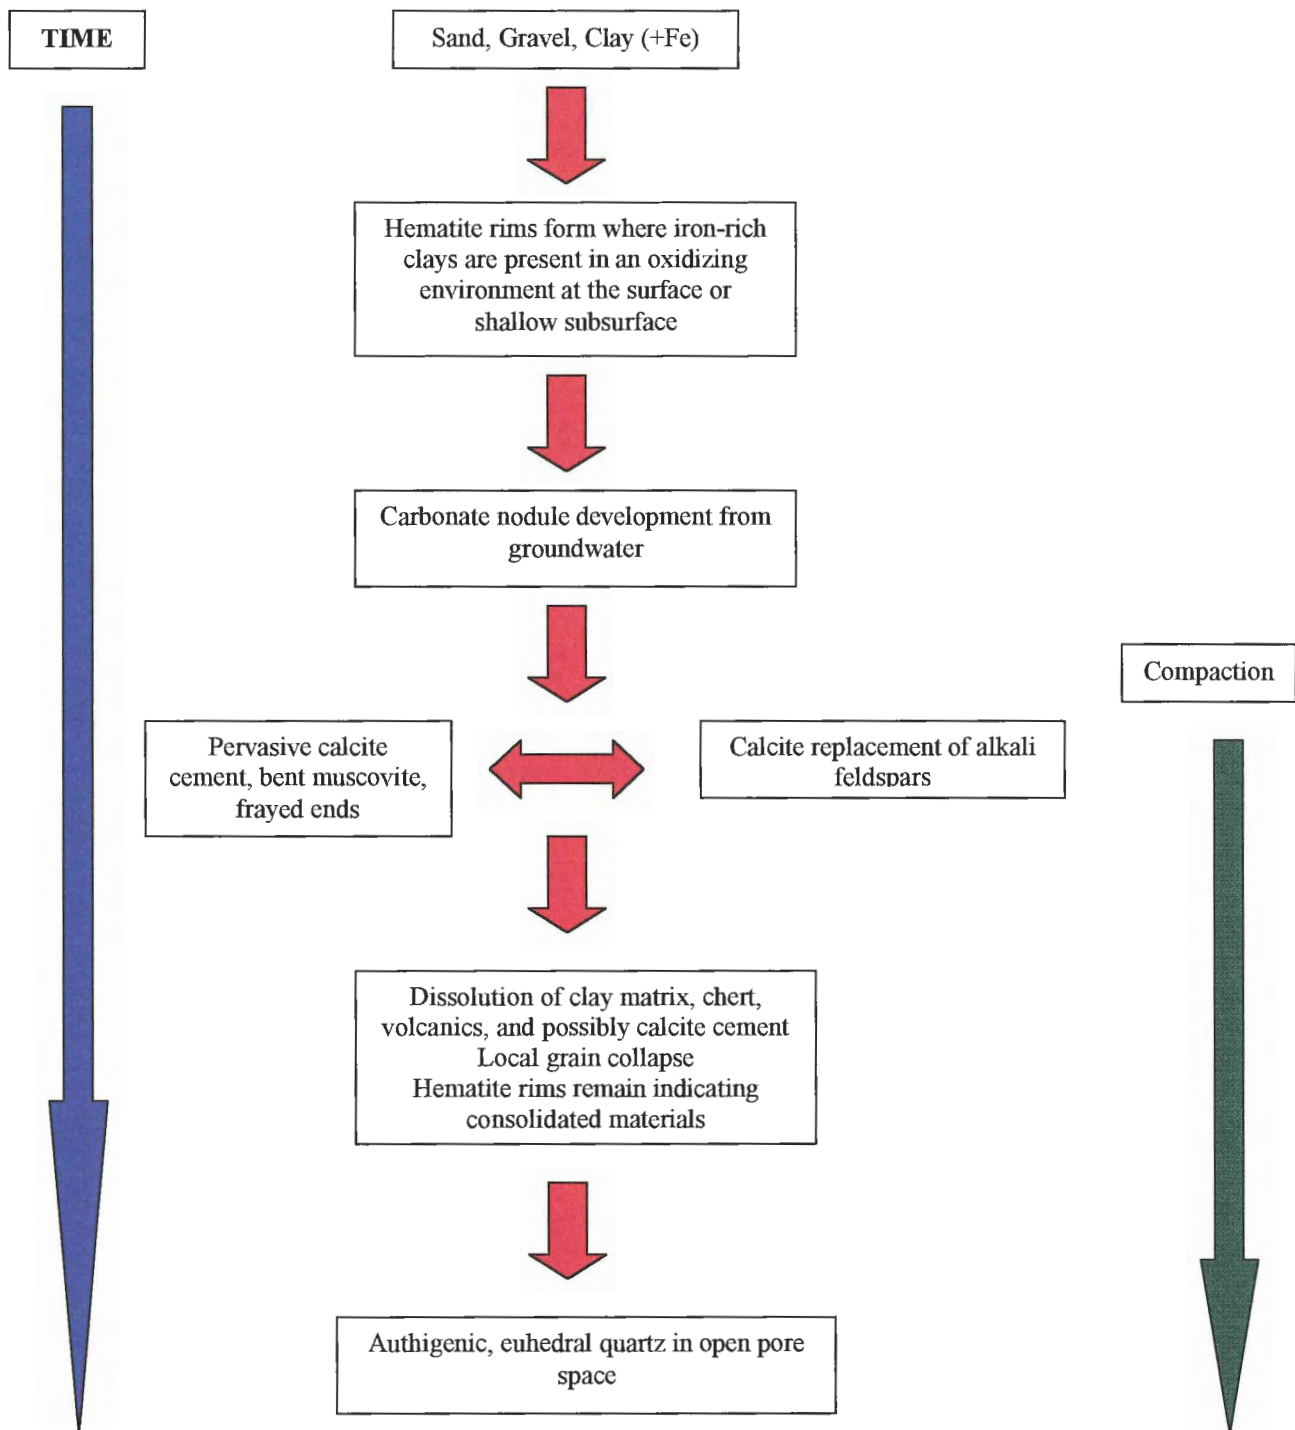 TIME
Sand, Gravel, Clay (+Fe)
Hematite rims form where iron-rich
clays are present in an oxidizing
environment at the surface or
shallow subsurface
Carbonate nodule development from
groundwater
Compaction
Pervasive calcite
cement, bent muscovite,
frayed ends
Calcite replacement of alkali
feldspars
Dissolution of clay matrix, chert,
volcanics, and possibly calcite cement
Local grain collapse
Hematite rims remain indicating
consolidated materials
Authigenic, euhedral quartz in open pore
space